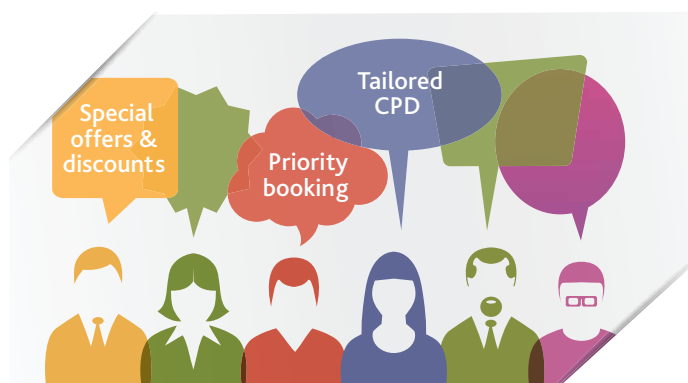 Special
offers &
discounts
Priority
booking
Tailored
CPD